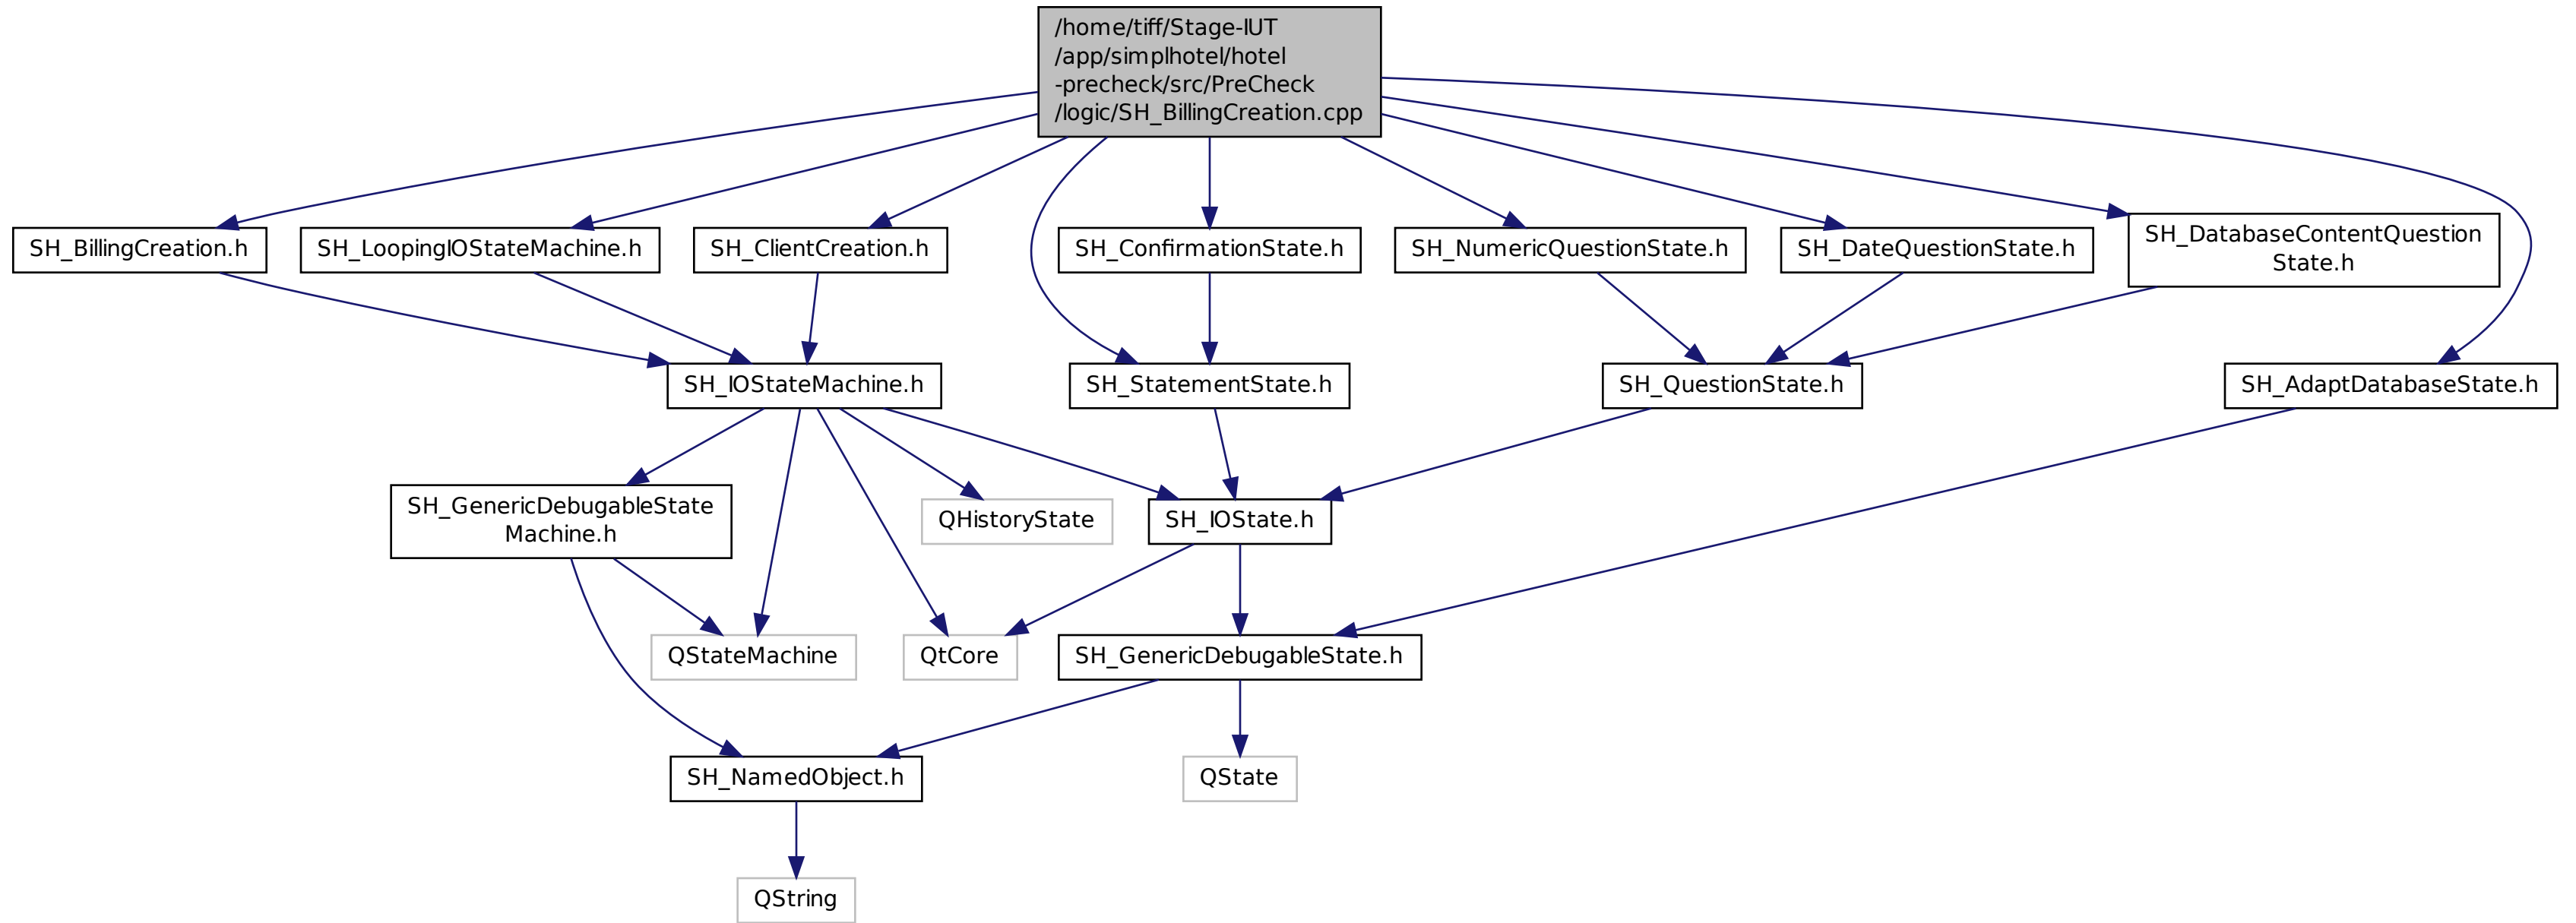 /home/tiff/Stage-IUT
/app/simplhotel/hotel
-precheck/src/PreCheck
/logic/SH_BillingCreation.cpp
SH_BillingCreation.h
SH_LoopingIOStateMachine.h
SH_ClientCreation.h
SH_ConfirmationState.h
SH_NumericQuestionState.h
SH_DateQuestionState.h
SH_DatabaseContentQuestion
State.h
SH_IOStateMachine.h
SH_StatementState.h
SH_QuestionState.h
SH_AdaptDatabaseState.h
SH_GenericDebugableState
Machine.h
QHistoryState
SH_IOState.h
QStateMachine
QtCore
SH_GenericDebugableState.h
SH_NamedObject.h
QState
QString